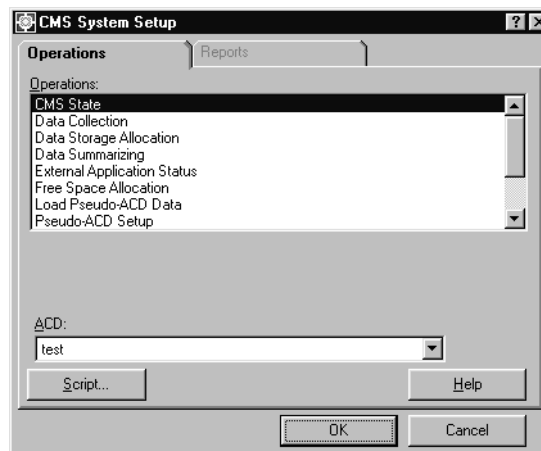 CMS System Setup
Operations
Reports
Operations:
CMS State
Data Collection
Data Storage Allocation
Data Summarizing
External Application Status
Free Space Allocation
Load Pseudo-ACD Data
Pseudo-ACD Setup
ACD:
test
Script...
Help
OK
Cancel